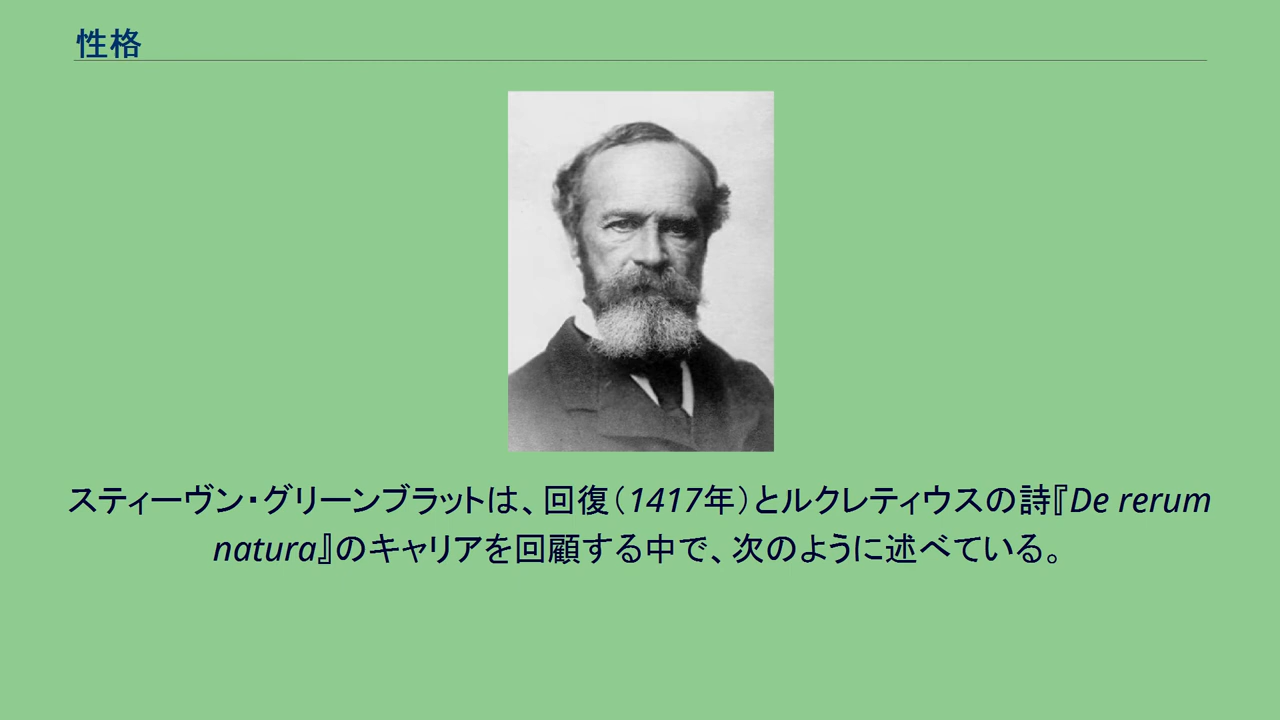 性格
スティーヴン・グリーンブラットは、回復（1417年）とルクレティウスの詩『De rerum
natura』のキャリアを回顧する中で、次のように述べている。